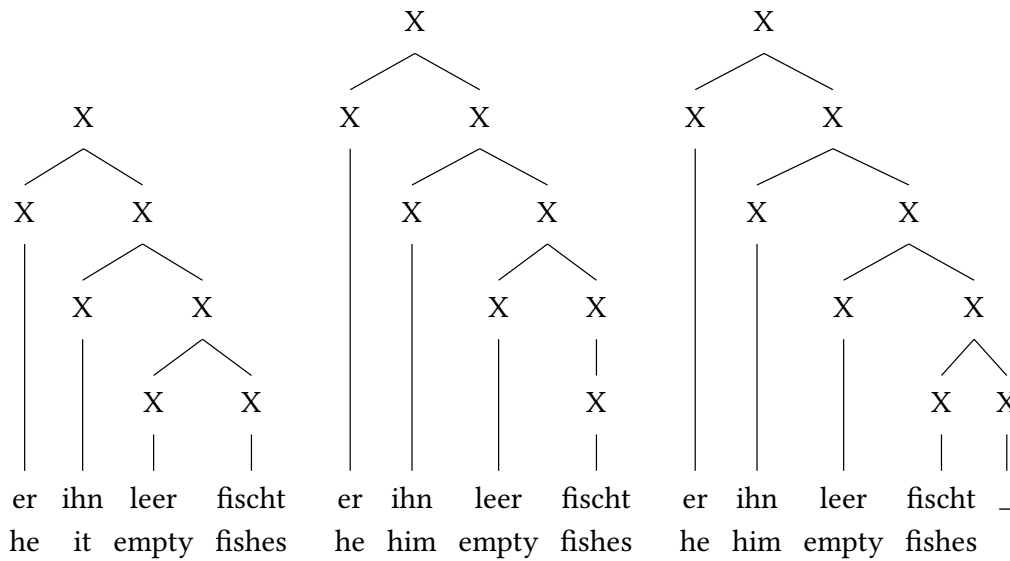 X X
X X X X
X X X X X
X X X X X X
X X X X X
er ihn leer fischt er ihn leer fischt er ihn leer fischt _
he it empty fishes he him empty fishes he him empty fishes